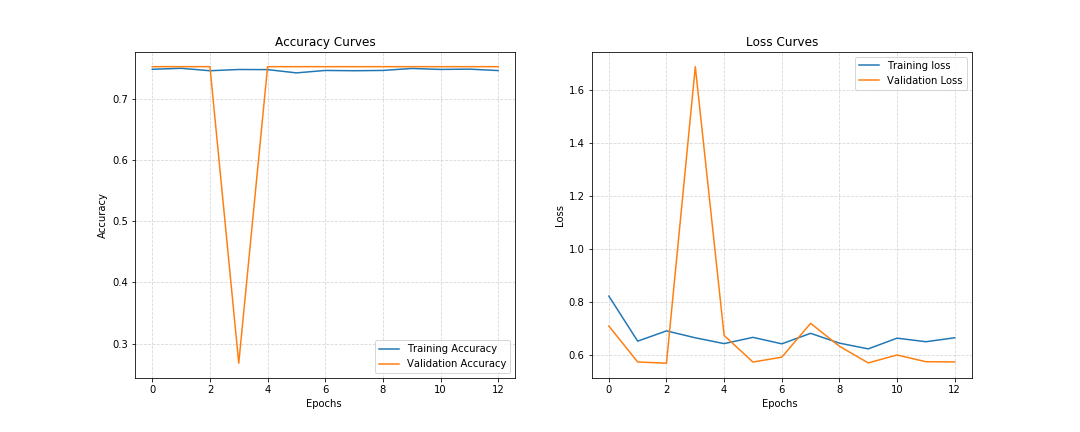 Accuracy Curves
Accuracy
0.7
0.6
0.5
0.4
0.3
0 2 4 6 8 10 12
Epochs
Training Accuracy
Validation Accuracy
Loss Curves
Loss
1.6
1.4
1.2
1.0
0.8
0.6
0 2 4 6 8 10 12
Epochs
Training loss
Validation Loss